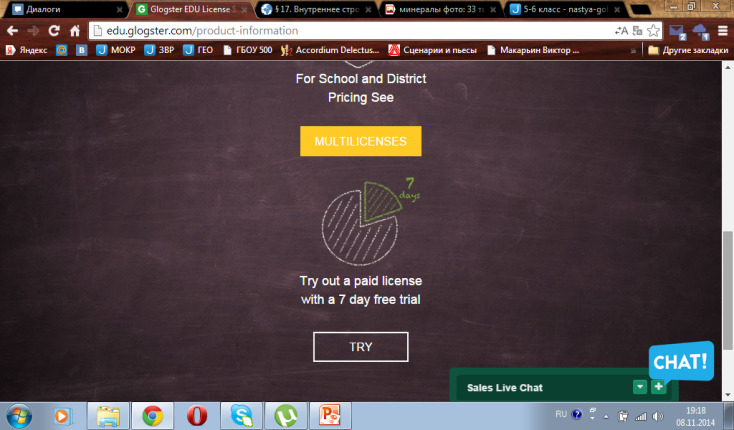 Диалоги
Glogster EDU License
§ 17. Внутреннее стро
минералы фото: 33 т
5-6 класс - nastya-go
edu.glogster.com/product-information
Яндекс
МОКР
ЗВР
ГЕО
ГБОУ 500
Accordium Delectus...
Сценарии и пьесы
Макарьин Виктор ...
»
Другие закладки
For School and District
Pricing See
MULTILICENSES
7
days
Try out a paid license
with a 7 day free trial
TRY
CHAT!
Sales Live Chat
RU
19:18
08.11.2014